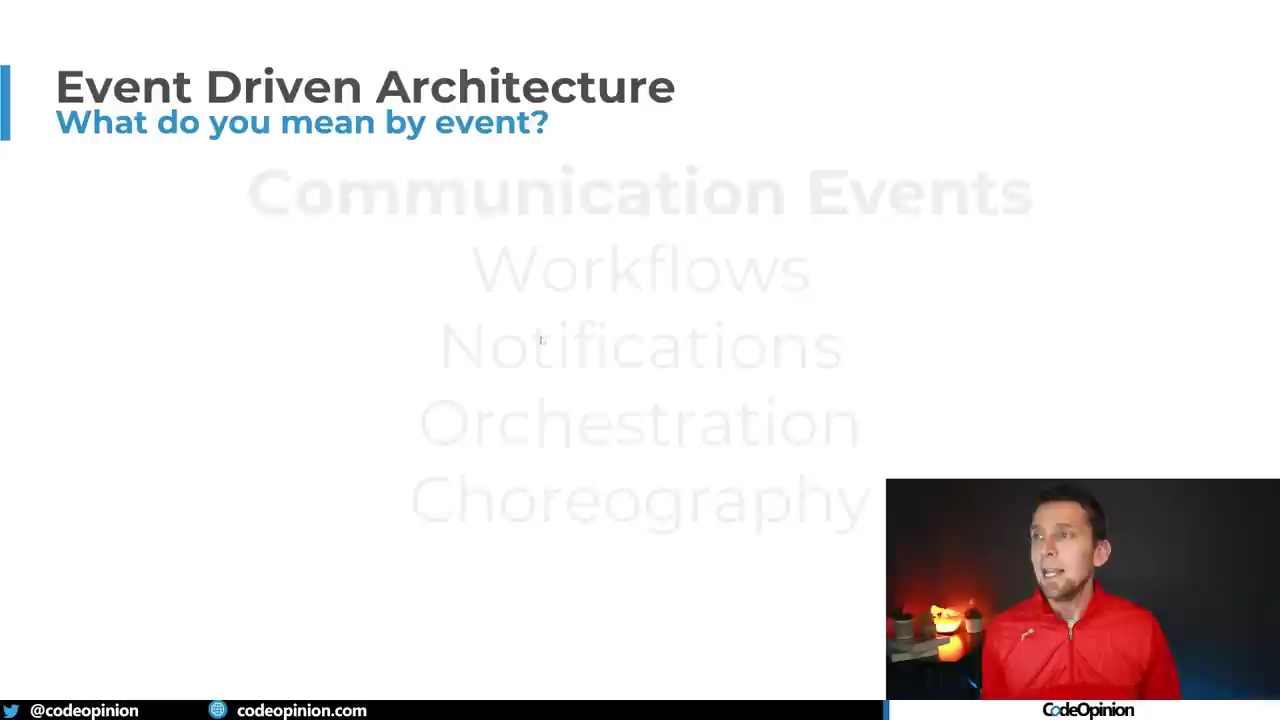 Event Driven Architecture
What do you mean by event?
Communication Events
Workflows
Notifications
Orchestration
Choreography
@codeopinion
codeopinion.com
CodeOpinion